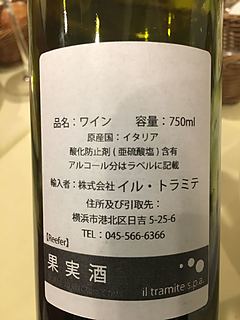 品名：ワイン　容量：750ml
原産国：イタリア
酸化防止剤（亜硫酸塩）含有
アルコール分はラベルに記載
輸入者：株式会社 イル・トラミテ
住所及び引取先：
横浜市港北区日吉 5-25-6
TEL：045-566-6366
【Reefer】
果実酒
il tramite s.p.a.